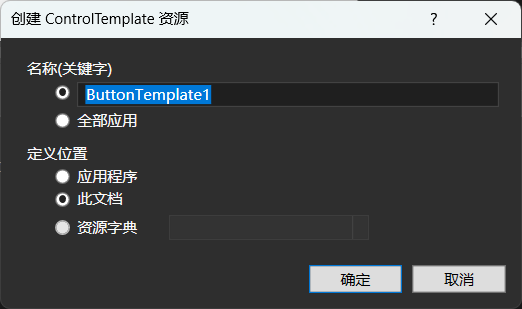 创建 ControlTemplate 资源
?
名称(关键字)
ButtonTemplate1
全部应用
定义位置
应用程序
此文档
资源字典
确定 取消